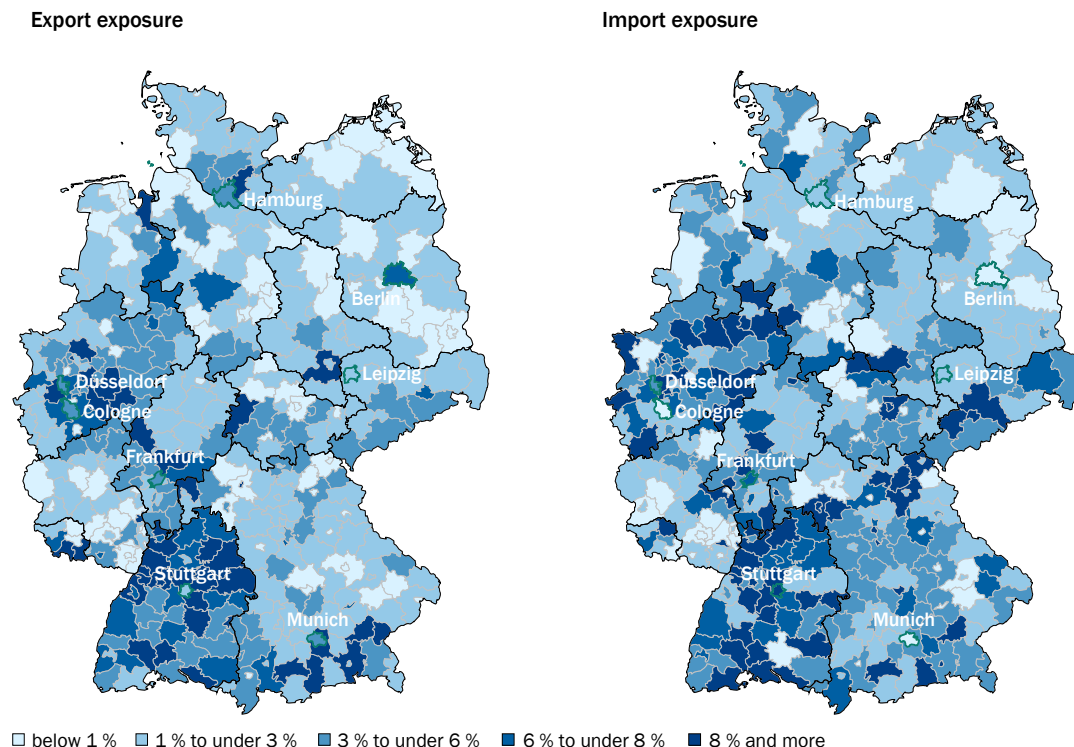 Export exposure
Import exposure
Hamburg
Berlin
Düsseldorf
Leipzig
Cologne
Frankfurt
Stuttgart
Munich
Hamburg
Berlin
Düsseldorf
Leipzig
Cologne
Frankfurt
Stuttgart
Munich
below 1 % 1 % to under 3 % 3 % to under 6 % 6 % to under 8 % 8 % and more